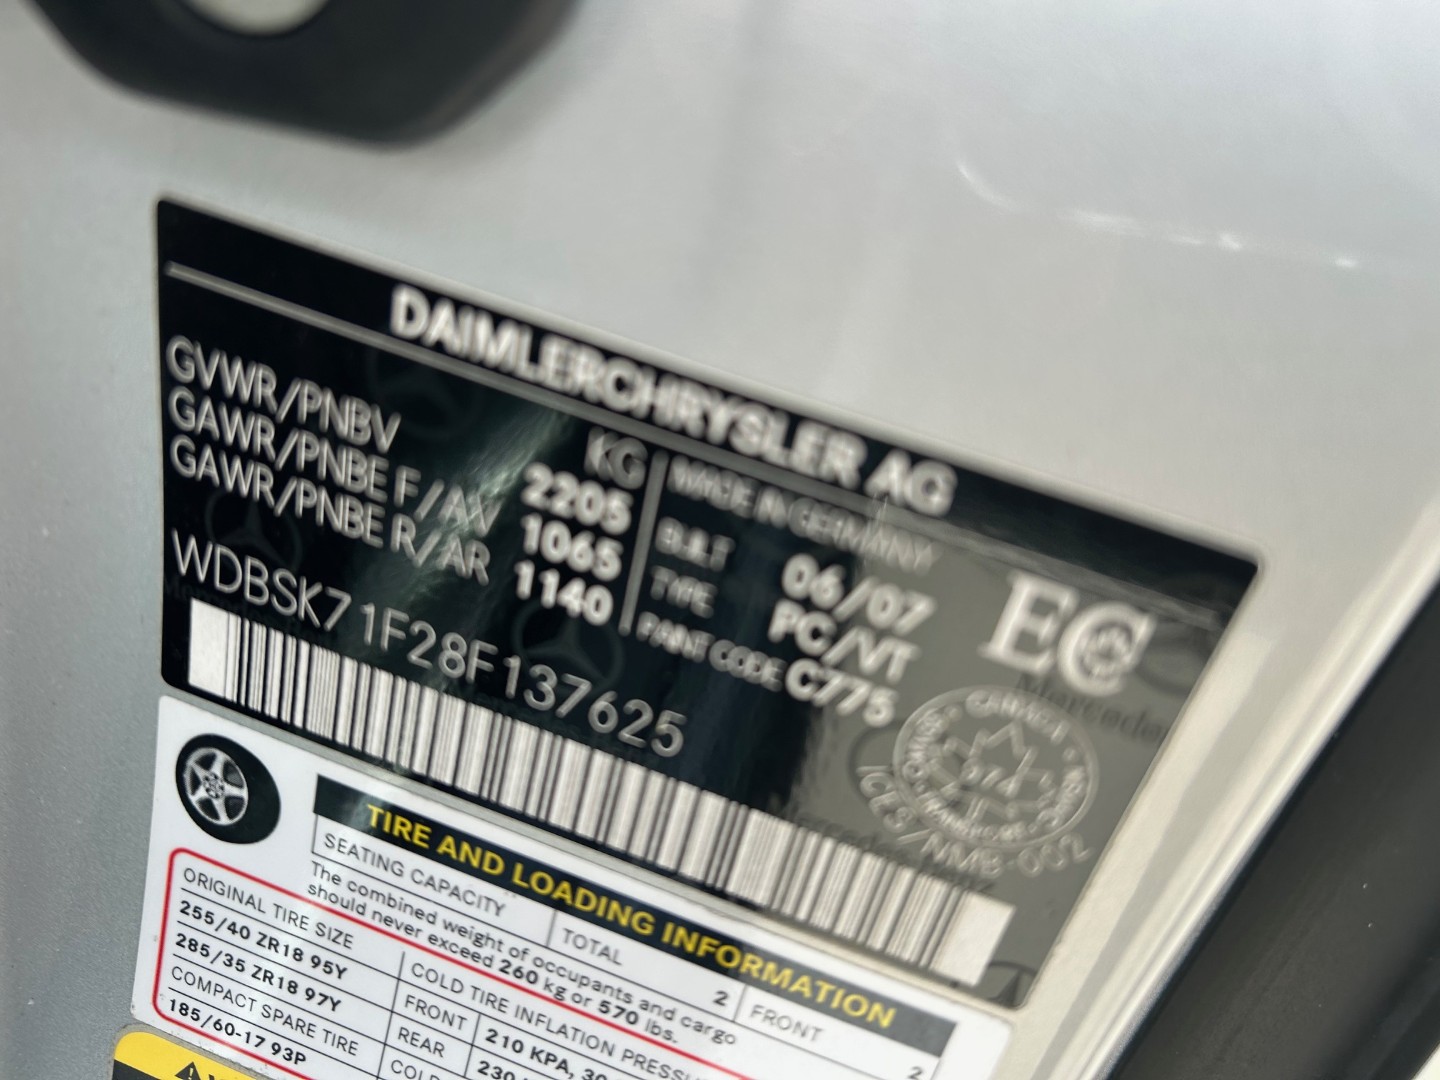 DAIMLERCHRYSLER AG
KG
GVWR/PNBV 2205
GAWR/PNBE F/AV 1065
GAWR/PNBE R/AR 1140
MADE IN GERMANY
BUILT 06/07
TYPE PC/VT
PAINT CODE C775
EC
WDBSK71F28F137625
CANADA
ICES/NMB-002
TIRE AND LOADING INFORMATION
SEATING CAPACITY TOTAL 2 FRONT 2
The combined weight of occupants and cargo
should never exceed 260 kg or 570 lbs.
ORIGINAL TIRE SIZE COLD TIRE INFLATION
255/40 ZR18 95Y FRONT 210 KPA,
285/35 ZR18 97Y REAR
COMPACT SPARE TIRE
185/60-17 93P